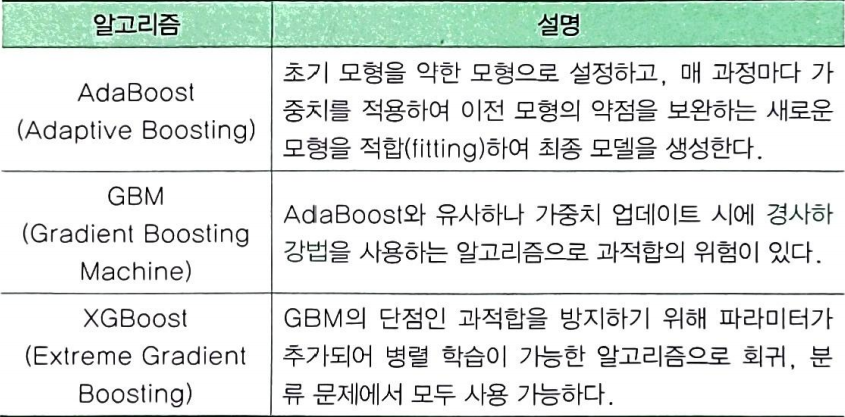 알고리즘
설명
AdaBoost
(Adaptive Boosting)
초기 모형을 약한 모형으로 설정하고, 매 과정마다 가
중치를 적용하여 이전 모형의 약점을 보완하는 새로운
모형을 적합(fitting)하여 최종 모델을 생성한다.
GBM
(Gradient Boosting
Machine)
AdaBoost와 유사하나 가중치 업데이트 시에 경사하
강법을 사용하는 알고리즘으로 과적합의 위험이 있다.
XGBoost
(Extreme Gradient
Boosting)
GBM의 단점인 과적합을 방지하기 위해 파라미터가
추가되어 병렬 학습이 가능한 알고리즘으로 회귀, 분
류 문제에서 모두 사용 가능하다.